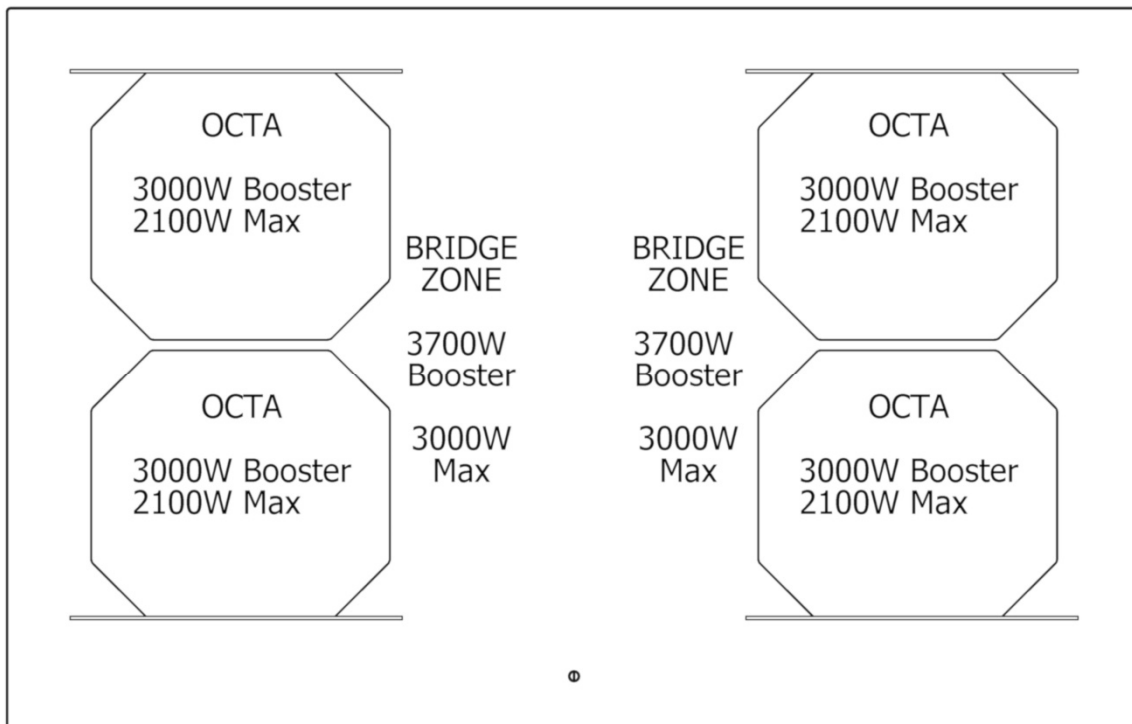 OCTA
3000W Booster
2100W Max
OCTA
3000W Booster
2100W Max
BRIDGE
ZONE
3700W
Booster
3000W
Max
BRIDGE
ZONE
3700W
Booster
3000W
Max
OCTA
3000W Booster
2100W Max
OCTA
3000W Booster
2100W Max